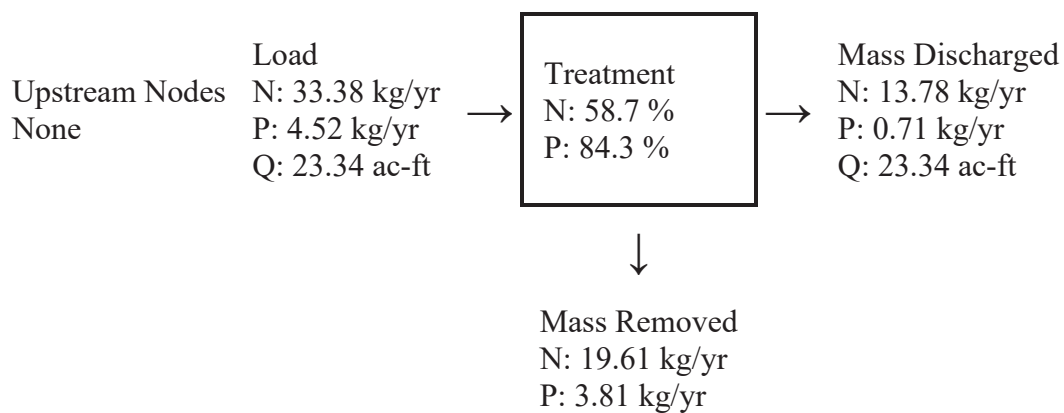 Upstream Nodes
None
Load
N: 33.38 kg/yr
P: 4.52 kg/yr
Q: 23.34 ac-ft
→
Treatment
N: 58.7 %
P: 84.3 %
→
Mass Discharged
N: 13.78 kg/yr
P: 0.71 kg/yr
Q: 23.34 ac-ft
↓
Mass Removed
N: 19.61 kg/yr
P: 3.81 kg/yr